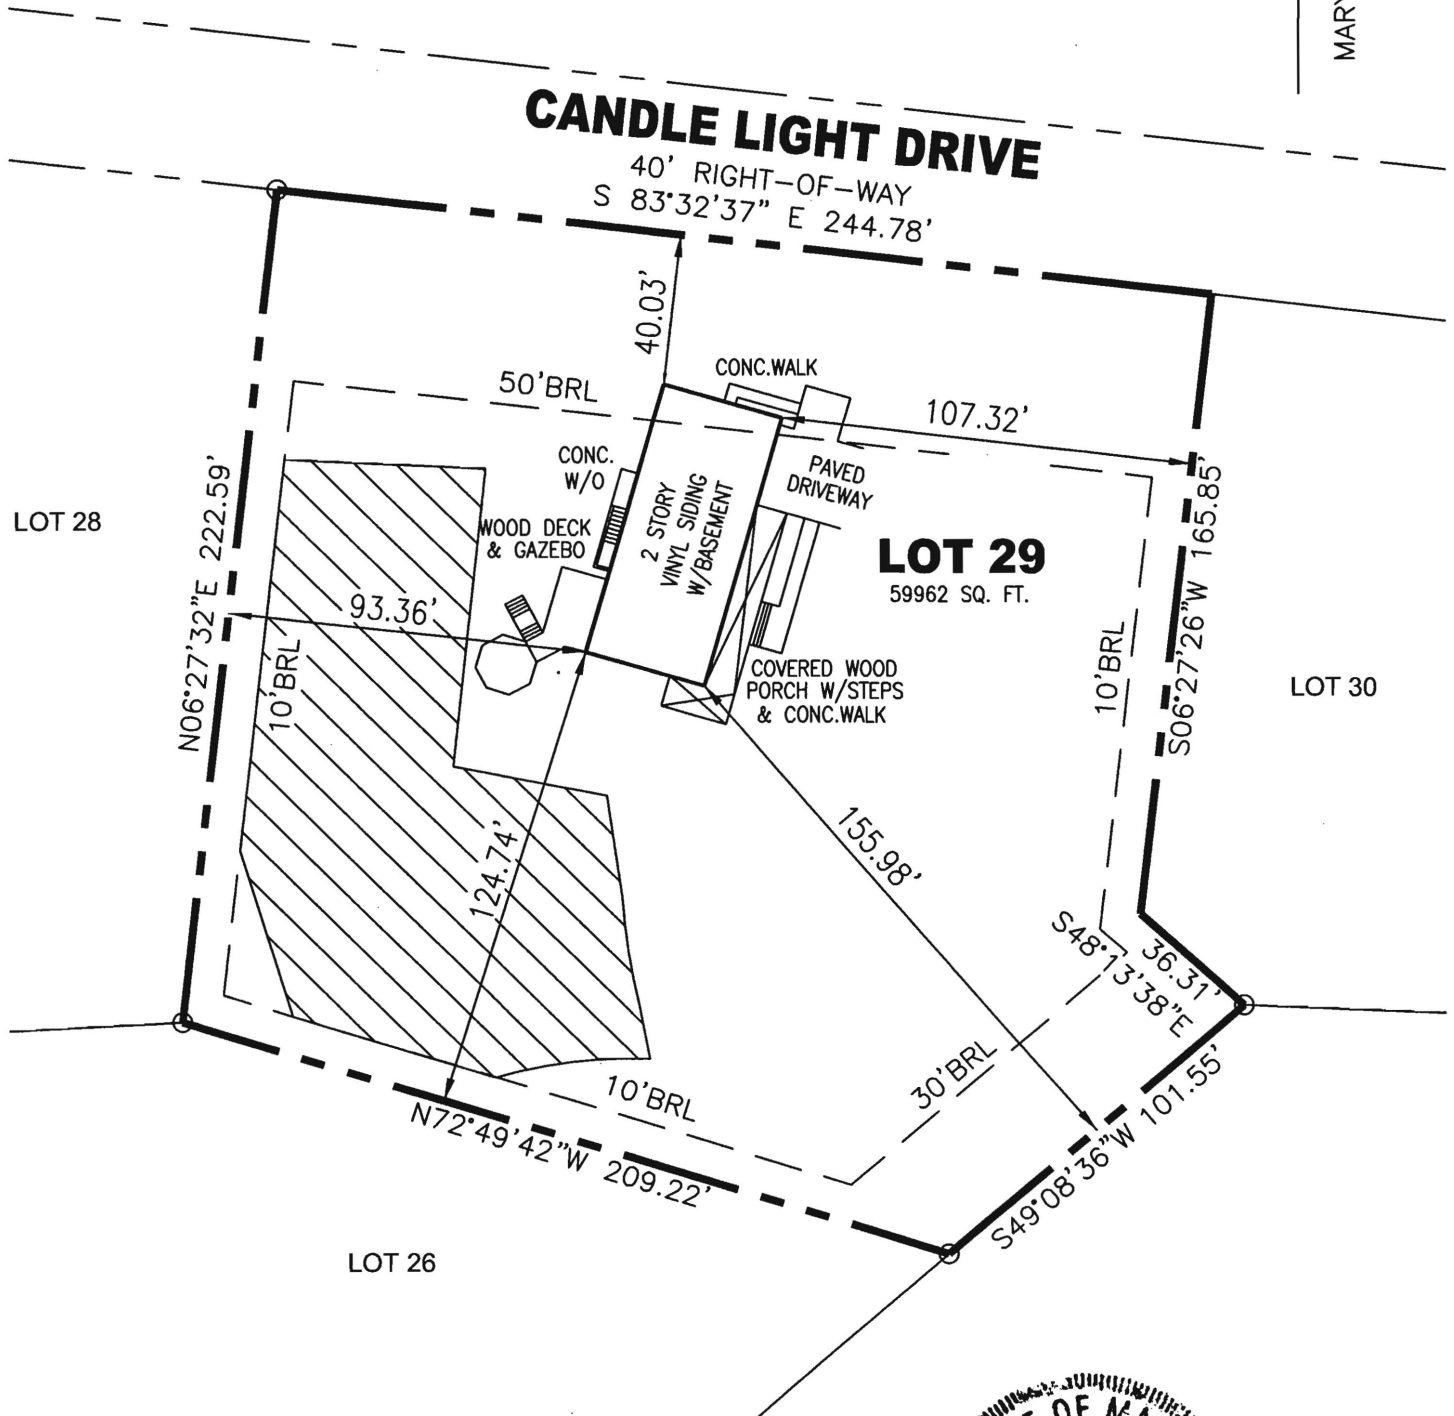 MARY
CANDLE LIGHT DRIVE
40' RIGHT-OF-WAY
S 83°32'37" E 244.78'
40.03'
CONC.WALK
50'BRL
107.32'
CONC.
W/O
PAVED
DRIVEWAY
2 STORY
VINYL SIDING
W/BASEMENT
WOOD DECK
& GAZEBO
LOT 28
N06°27'32"E 222.59'
S06°27'26"W 165.85'
LOT 29
59962 SQ. FT.
93.36'
10'BRL
10'BRL
COVERED WOOD
PORCH W/STEPS
& CONC.WALK
LOT 30
124.74'
155.98'
36.31'
S48°13'38"E
30'BRL
10'BRL
N72°49'42"W 209.22'
S49°08'36"W 101.55'
LOT 26
OF MA